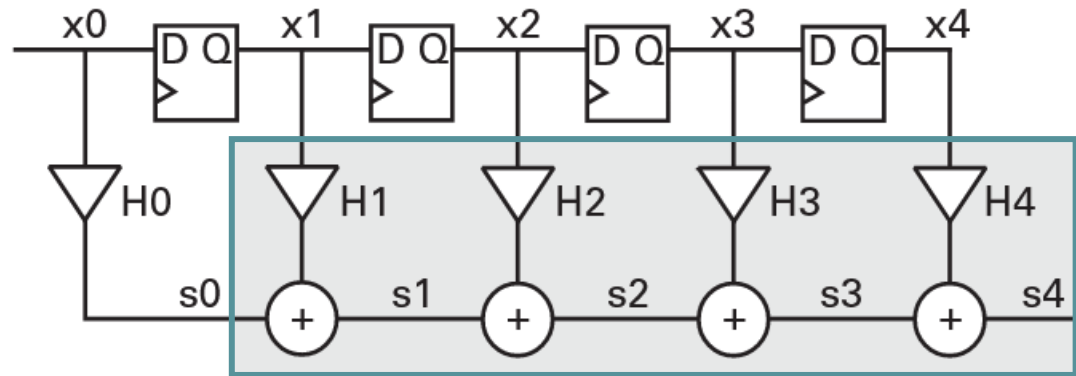 x0 x1 x2 x3 x4
D Q D Q D Q D Q
H0 H1 H2 H3 H4
s0 s1 s2 s3 s4
+ + + +